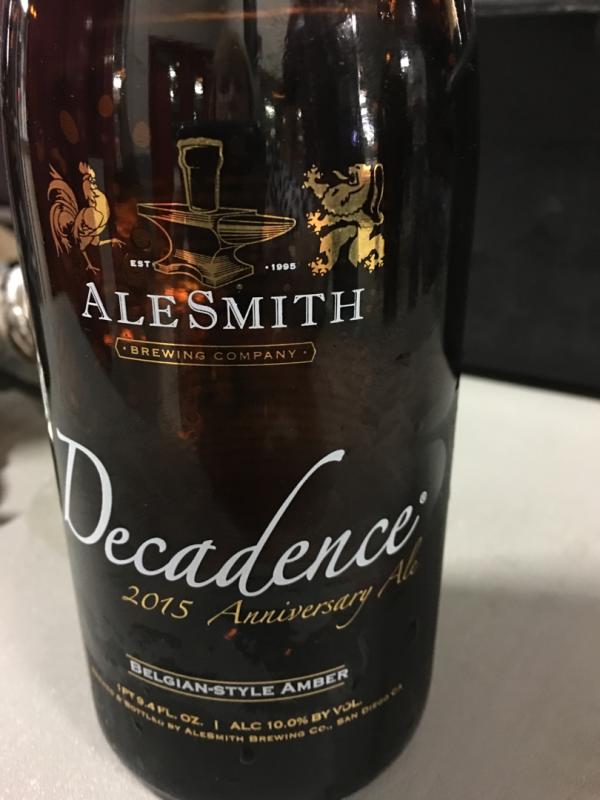 EST • 1995
ALESMITH
• BREWING COMPANY •
Decadence®
2015 Anniversary Ale
BELGIAN-STYLE AMBER
1 PT 9.4 FL. OZ. | ALC 10.0% BY VOL.
& BOTTLED BY ALESMITH BREWING CO., SAN DIEGO CA